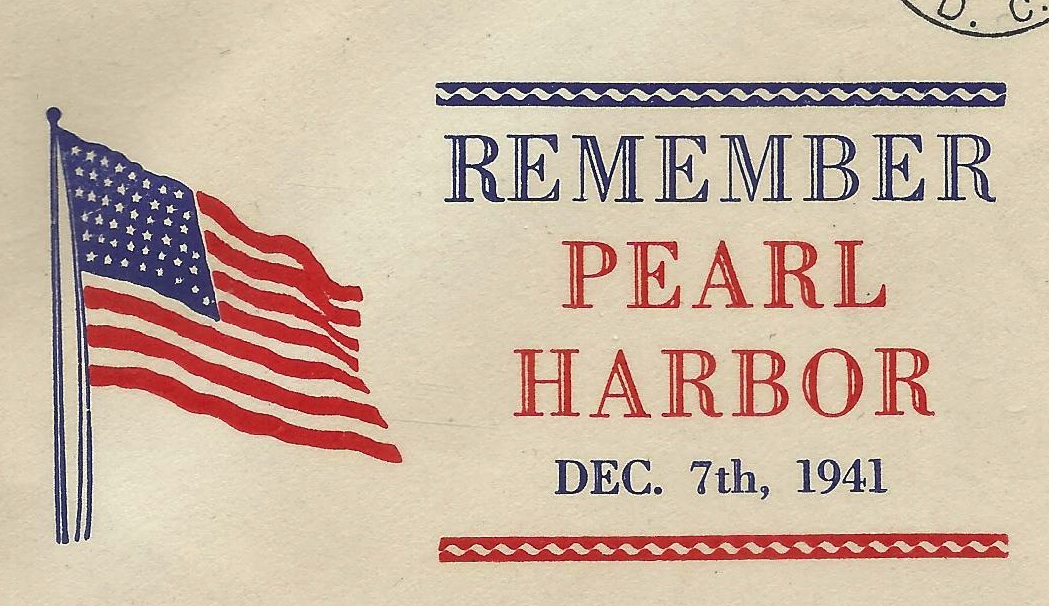 D. C.
REMEMBER
PEARL
HARBOR
DEC. 7th, 1941